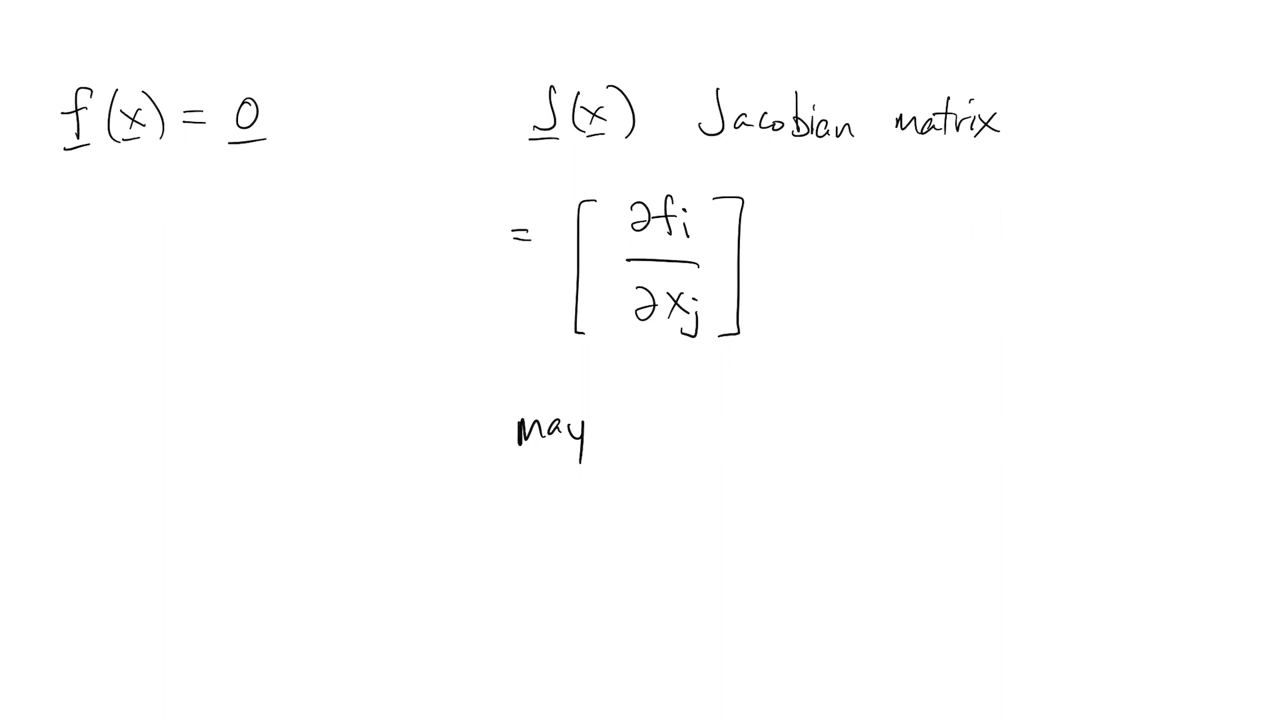 f(x) = 0
J(x) Jacobian matrix
= [ ∂fi / ∂xj ]
may